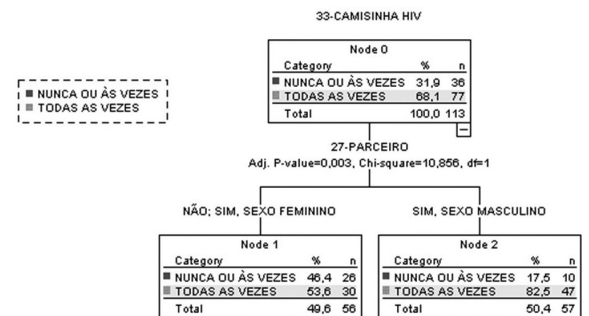 33-CAMISINHA HIV
NUNCA OU ÀS VEZES
TODAS AS VEZES
Node 0
Category % n
NUNCA OU ÀS VEZES 31,9 36
TODAS AS VEZES 68,1 77
Total 100,0 113
27-PARCEIRO
Adj. P-value=0,003, Chi-square=10,856, df=1
NÃO; SIM, SEXO FEMININO
SIM, SEXO MASCULINO
Node 1
Category % n
NUNCA OU ÀS VEZES 46,4 26
TODAS AS VEZES 53,6 30
Total 49,6 56
Node 2
Category % n
NUNCA OU ÀS VEZES 17,5 10
TODAS AS VEZES 82,5 47
Total 50,4 57